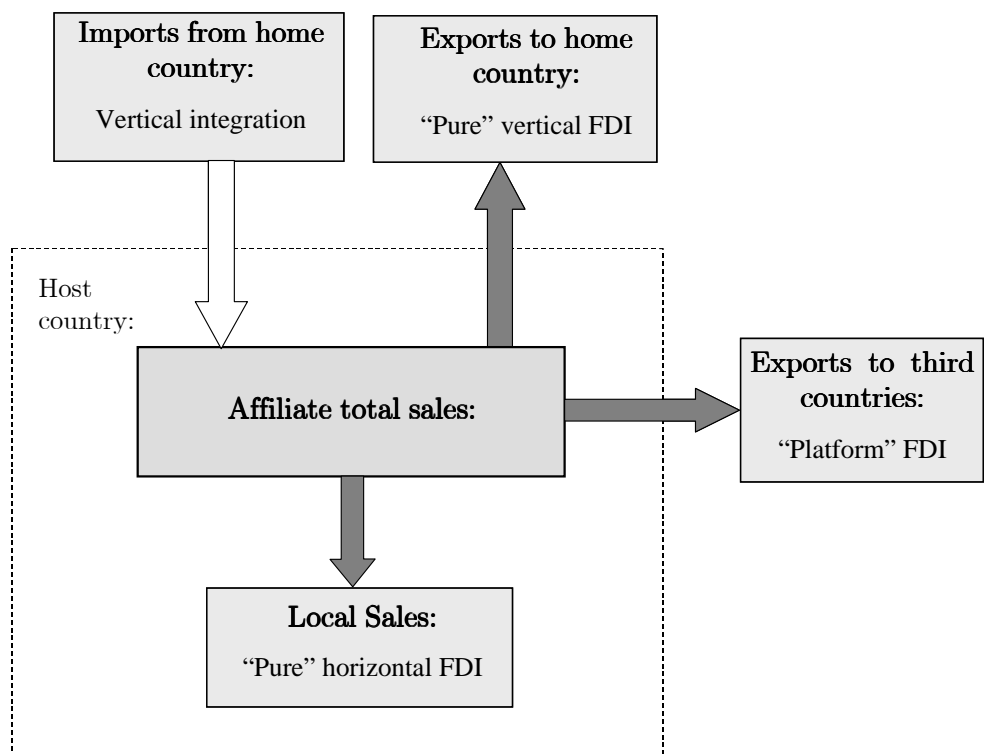 Imports from home
country:
Vertical integration
Exports to home
country:
“Pure” vertical FDI
Host
country:
Affiliate total sales:
Exports to third
countries:
“Platform” FDI
Local Sales:
“Pure” horizontal FDI